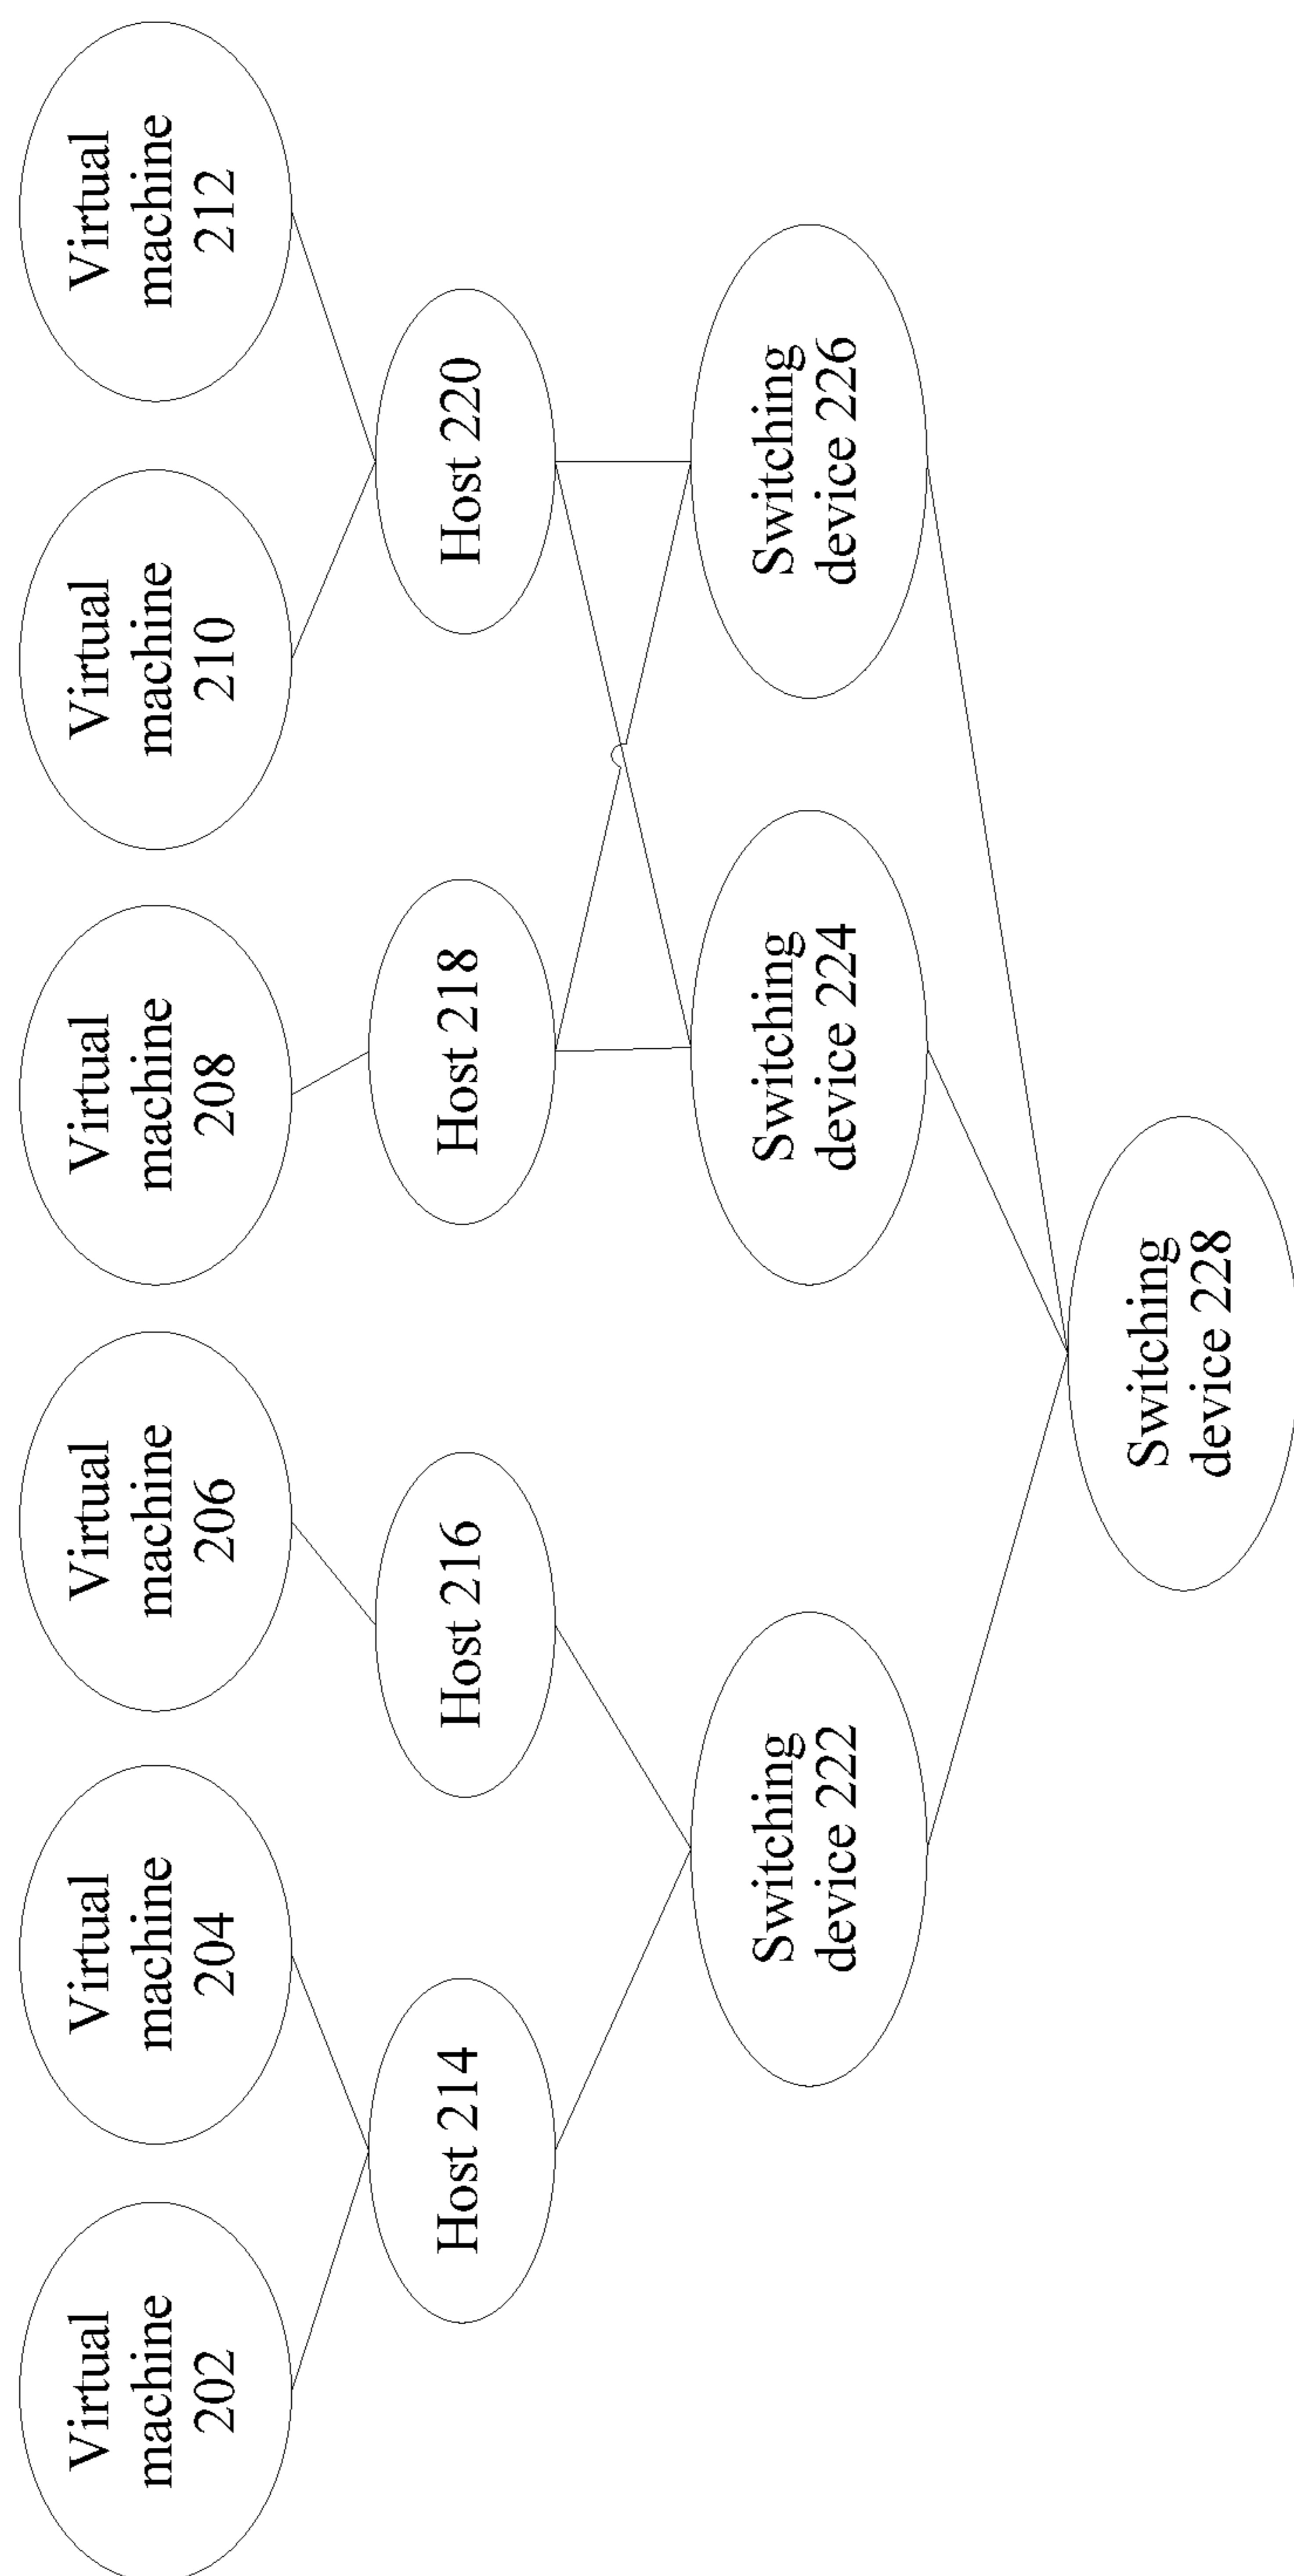 Virtual
machine
202
Virtual
machine
204
Virtual
machine
206
Virtual
machine
208
Virtual
machine
210
Virtual
machine
212
Host 214
Host 216
Host 218
Host 220
Switching
device 222
Switching
device 224
Switching
device 226
Switching
device 228